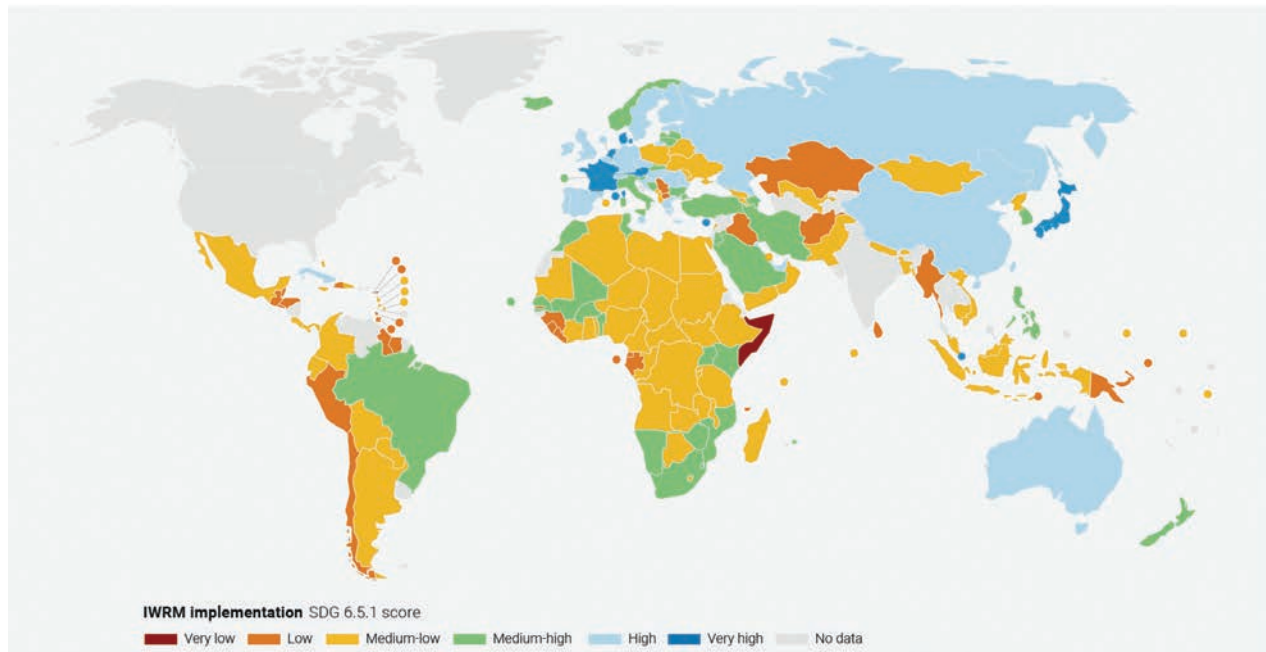 IWRM implementation SDG 6.5.1 score
Very low Low Medium-low Medium-high High Very high No data